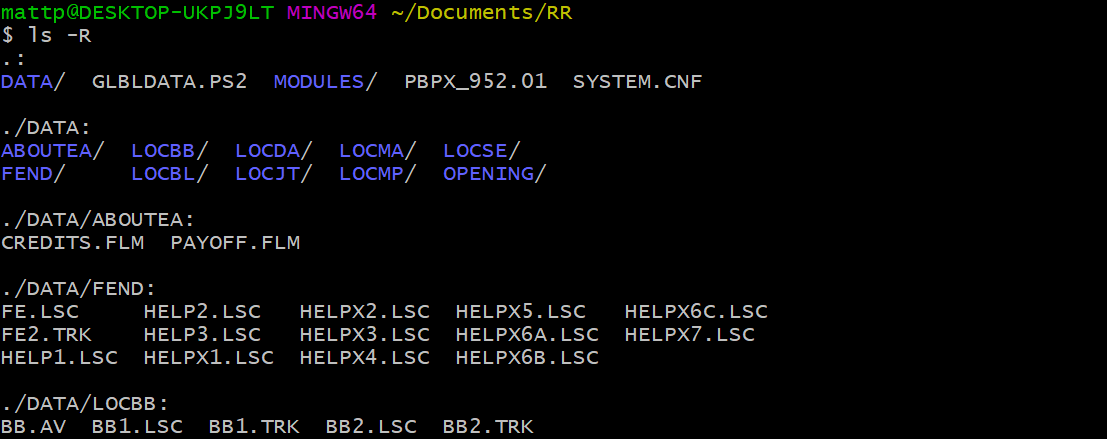 mattp@DESKTOP-UKPJ9LT MINGW64 ~/Documents/RR
$ ls -R
.:
DATA/  GLBLDATA.PS2  MODULES/  PBPX_952.01  SYSTEM.CNF

./DATA:
ABOUTEA/  LOCBB/  LOCDA/  LOCMA/  LOCSE/
FEND/     LOCBL/  LOCJT/  LOCMP/  OPENING/

./DATA/ABOUTEA:
CREDITS.FLM  PAYOFF.FLM

./DATA/FEND:
FE.LSC     HELP2.LSC   HELPX2.LSC  HELPX5.LSC   HELPX6C.LSC
FE2.TRK    HELP3.LSC   HELPX3.LSC  HELPX6A.LSC  HELPX7.LSC
HELP1.LSC  HELPX1.LSC  HELPX4.LSC  HELPX6B.LSC

./DATA/LOCBB:
BB.AV  BB1.LSC  BB1.TRK  BB2.LSC  BB2.TRK